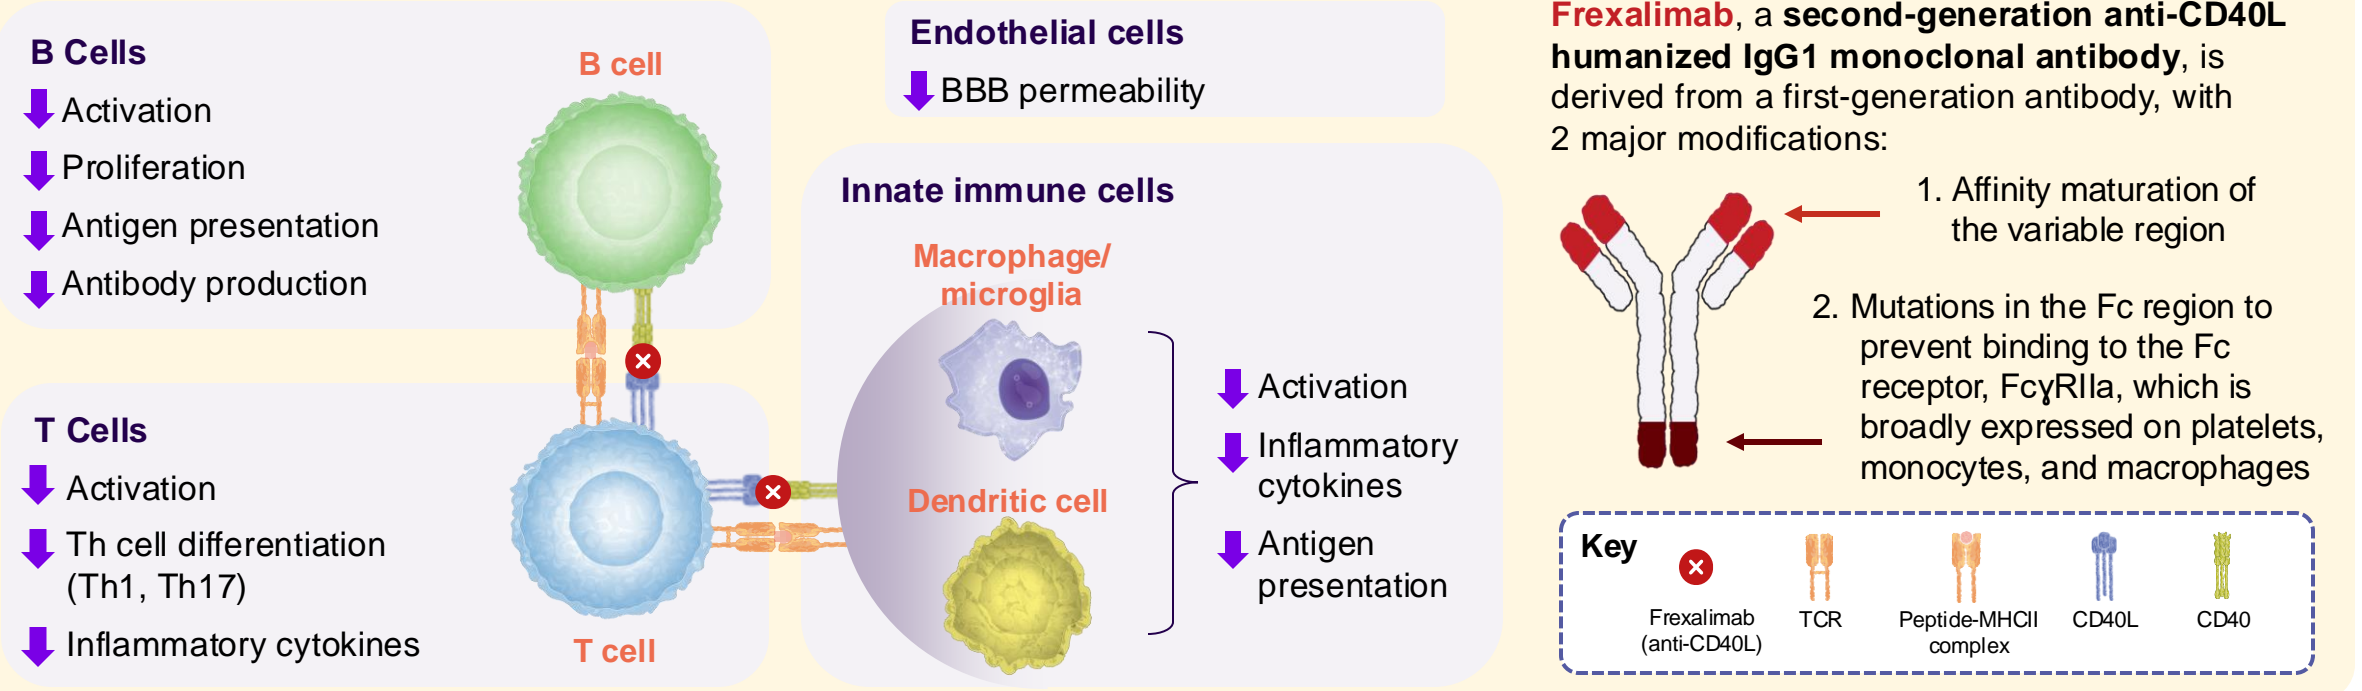 B Cells
Activation
Proliferation
Antigen presentation
Antibody production
B cell
T Cells
Activation
Th cell differentiation
(Th1, Th17)
Inflammatory cytokines
T cell
Endothelial cells
BBB permeability
Innate immune cells
Macrophage/
microglia
Dendritic cell
Activation
Inflammatory
cytokines
Antigen
presentation
Frexalimab, a second-generation anti-CD40L
humanized IgG1 monoclonal antibody, is
derived from a first-generation antibody, with
2 major modifications:
1. Affinity maturation of
the variable region
2. Mutations in the Fc region to
prevent binding to the Fc
receptor, FcɣRIIa, which is
broadly expressed on platelets,
monocytes, and macrophages
Key
Frexalimab
(anti-CD40L)
TCR
Peptide-MHCII
complex
CD40L
CD40